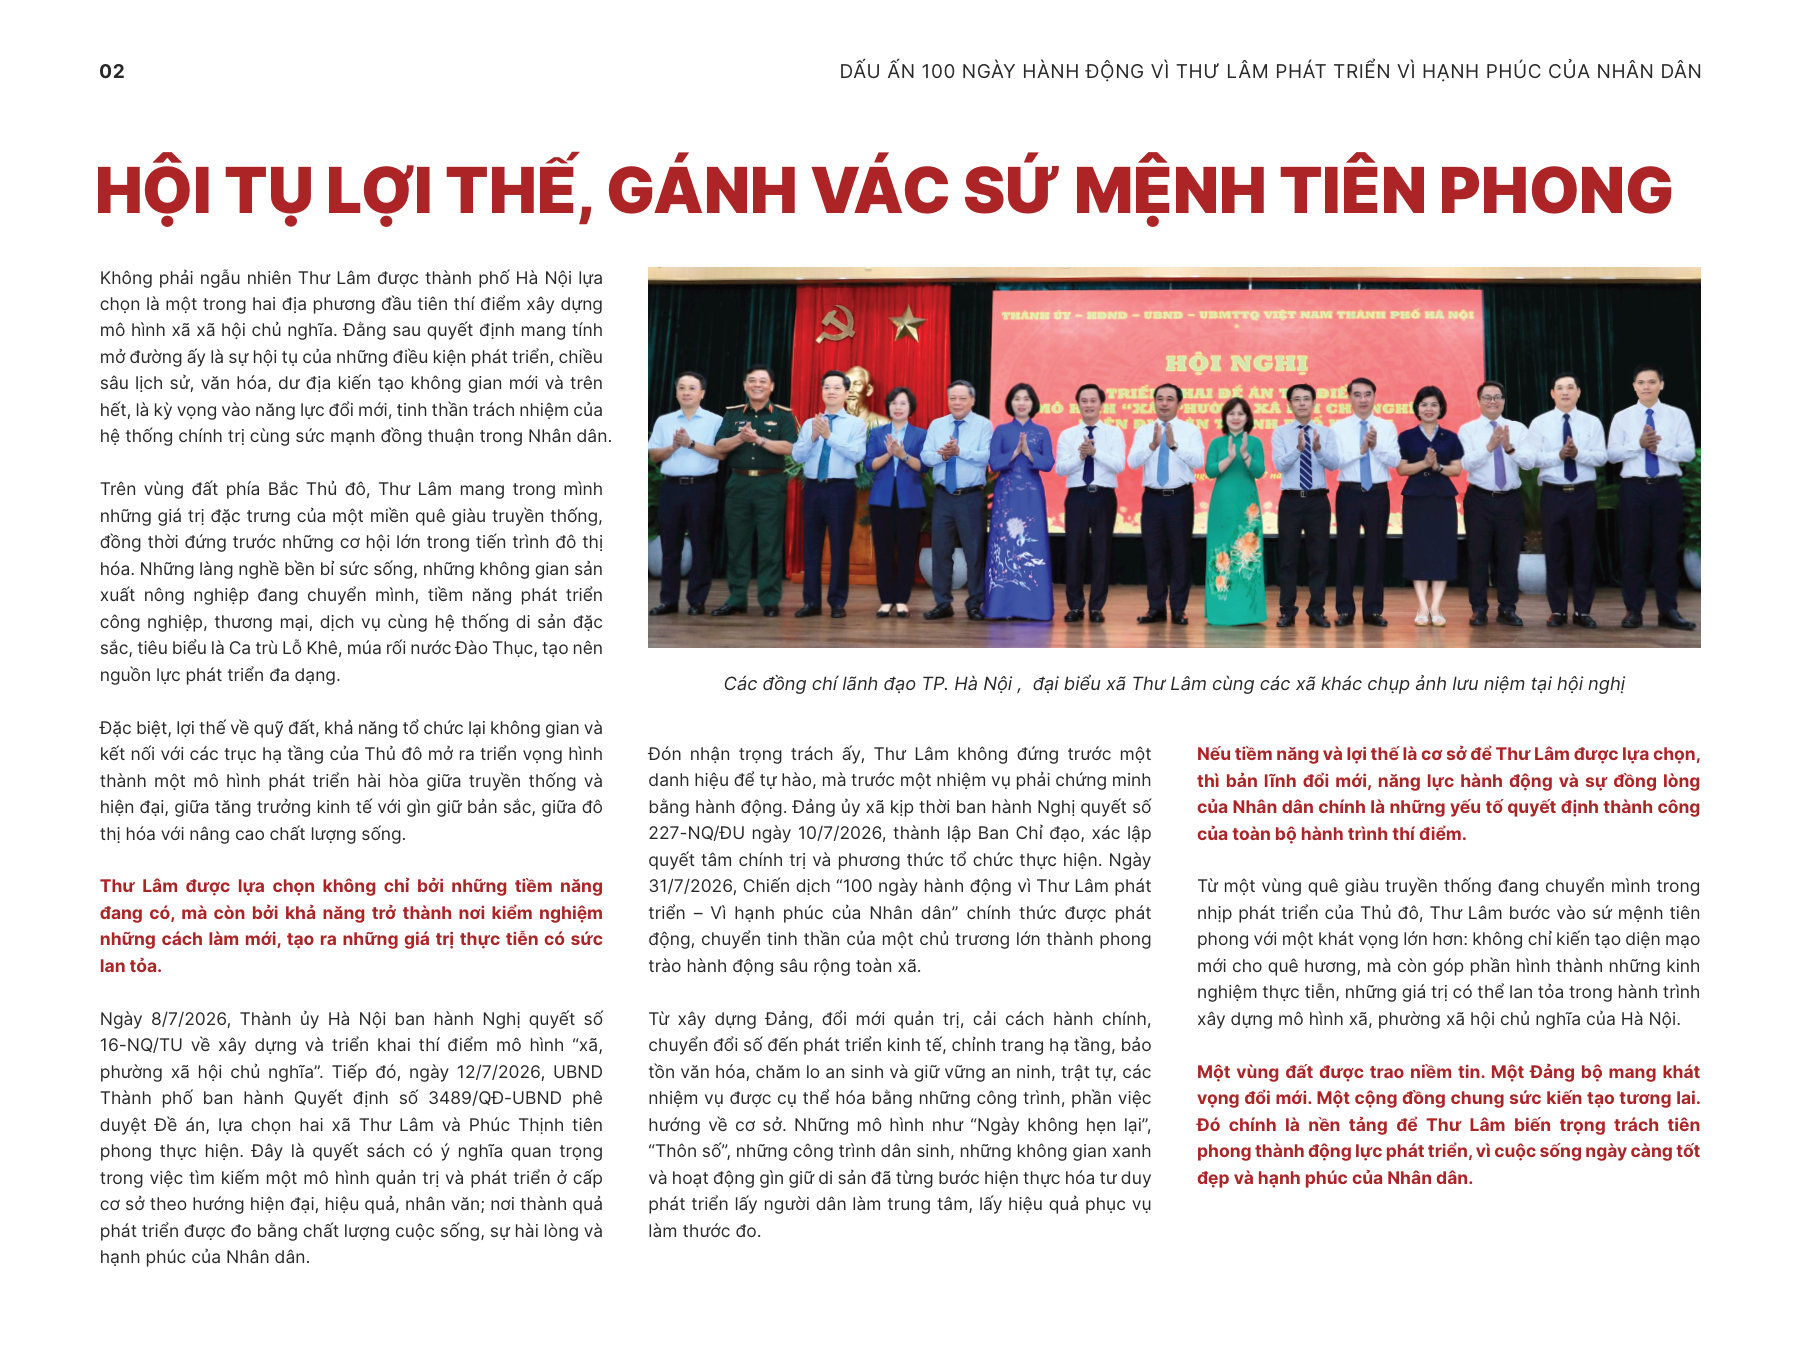 02
DẤU ẤN 100 NGÀY HÀNH ĐỘNG VÌ THƯ LÂM PHÁT TRIỂN VÌ HẠNH PHÚC CỦA NHÂN DÂN
HỘI TỤ LỢI THẾ, GÁNH VÁC SỨ MỆNH TIÊN PHONG
Không phải ngẫu nhiên Thư Lâm được thành phố Hà Nội lựa
chọn là một trong hai địa phương đầu tiên thí điểm xây dựng
mô hình xã xã hội chủ nghĩa. Đằng sau quyết định mang tính
mở đường ấy là sự hội tụ của những điều kiện phát triển, chiều
sâu lịch sử, văn hóa, dư địa kiến tạo không gian mới và trên
hết, là kỳ vọng vào năng lực đổi mới, tinh thần trách nhiệm của
hệ thống chính trị cùng sức mạnh đồng thuận trong Nhân dân.
Trên vùng đất phía Bắc Thủ đô, Thư Lâm mang trong mình
những giá trị đặc trưng của một miền quê giàu truyền thống,
đồng thời đứng trước những cơ hội lớn trong tiến trình đô thị
hóa. Những làng nghề bền bỉ sức sống, những không gian sản
xuất nông nghiệp đang chuyển mình, tiềm năng phát triển
công nghiệp, thương mại, dịch vụ cùng hệ thống di sản đặc
sắc, tiêu biểu là Ca trù Lỗ Khê, múa rối nước Đào Thục, tạo nên
nguồn lực phát triển đa dạng.
Đặc biệt, lợi thế về quỹ đất, khả năng tổ chức lại không gian và
kết nối với các trục hạ tầng của Thủ đô mở ra triển vọng hình
thành một mô hình phát triển hài hòa giữa truyền thống và
hiện đại, giữa tăng trưởng kinh tế với gìn giữ bản sắc, giữa đô
thị hóa với nâng cao chất lượng sống.
Thư Lâm được lựa chọn không chỉ bởi những tiềm năng
đang có, mà còn bởi khả năng trở thành nơi kiểm nghiệm
những cách làm mới, tạo ra những giá trị thực tiễn có sức
lan tỏa.
Ngày 8/7/2026, Thành ủy Hà Nội ban hành Nghị quyết số
16-NQ/TU về xây dựng và triển khai thí điểm mô hình “xã,
phường xã hội chủ nghĩa”. Tiếp đó, ngày 12/7/2026, UBND
Thành phố ban hành Quyết định số 3489/QĐ-UBND phê
duyệt Đề án, lựa chọn hai xã Thư Lâm và Phúc Thịnh tiên
phong thực hiện. Đây là quyết sách có ý nghĩa quan trọng
trong việc tìm kiếm một mô hình quản trị và phát triển ở cấp
cơ sở theo hướng hiện đại, hiệu quả, nhân văn; nơi thành quả
phát triển được đo bằng chất lượng cuộc sống, sự hài lòng và
hạnh phúc của Nhân dân.
THÀNH ỦY – HĐND – UBND – UBMTTQ VIỆT NAM THÀNH PHỐ HÀ NỘI
HỘI NGHỊ
Các đồng chí lãnh đạo TP. Hà Nội , đại biểu xã Thư Lâm cùng các xã khác chụp ảnh lưu niệm tại hội nghị
Đón nhận trọng trách ấy, Thư Lâm không đứng trước một
danh hiệu để tự hào, mà trước một nhiệm vụ phải chứng minh
bằng hành động. Đảng ủy xã kịp thời ban hành Nghị quyết số
227-NQ/ĐU ngày 10/7/2026, thành lập Ban Chỉ đạo, xác lập
quyết tâm chính trị và phương thức tổ chức thực hiện. Ngày
31/7/2026, Chiến dịch “100 ngày hành động vì Thư Lâm phát
triển – Vì hạnh phúc của Nhân dân” chính thức được phát
động, chuyển tinh thần của một chủ trương lớn thành phong
trào hành động sâu rộng toàn xã.
Từ xây dựng Đảng, đổi mới quản trị, cải cách hành chính,
chuyển đổi số đến phát triển kinh tế, chỉnh trang hạ tầng, bảo
tồn văn hóa, chăm lo an sinh và giữ vững an ninh, trật tự, các
nhiệm vụ được cụ thể hóa bằng những công trình, phần việc
hướng về cơ sở. Những mô hình như “Ngày không hẹn lại”,
“Thôn số”, những công trình dân sinh, những không gian xanh
và hoạt động gìn giữ di sản đã từng bước hiện thực hóa tư duy
phát triển lấy người dân làm trung tâm, lấy hiệu quả phục vụ
làm thước đo.
Nếu tiềm năng và lợi thế là cơ sở để Thư Lâm được lựa chọn,
thì bản lĩnh đổi mới, năng lực hành động và sự đồng lòng
của Nhân dân chính là những yếu tố quyết định thành công
của toàn bộ hành trình thí điểm.
Từ một vùng quê giàu truyền thống đang chuyển mình trong
nhịp phát triển của Thủ đô, Thư Lâm bước vào sứ mệnh tiên
phong với một khát vọng lớn hơn: không chỉ kiến tạo diện mạo
mới cho quê hương, mà còn góp phần hình thành những kinh
nghiệm thực tiễn, những giá trị có thể lan tỏa trong hành trình
xây dựng mô hình xã, phường xã hội chủ nghĩa của Hà Nội.
Một vùng đất được trao niềm tin. Một Đảng bộ mang khát
vọng đổi mới. Một cộng đồng chung sức kiến tạo tương lai.
Đó chính là nền tảng để Thư Lâm biến trọng trách tiên
phong thành động lực phát triển, vì cuộc sống ngày càng tốt
đẹp và hạnh phúc của Nhân dân.